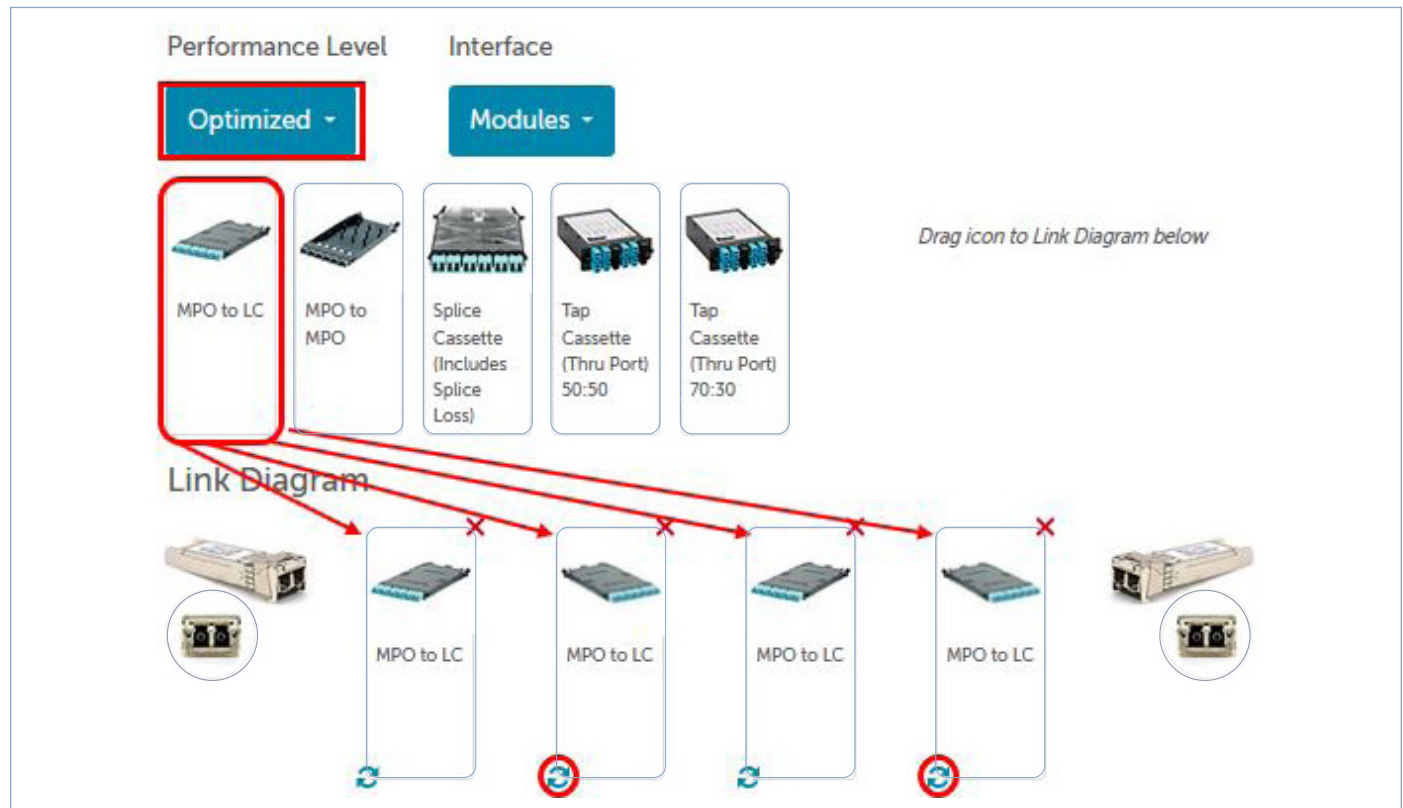 Performance Level
Interface
Optimized
Modules
MPO to LC
MPO to
MPO
Splice
Cassette
(Includes
Splice
Loss)
Tap
Cassette
(Thru Port)
50:50
Tap
Cassette
(Thru Port)
70:30
Drag icon to Link Diagram below
Link Diagram
MPO to LC
MPO to LC
MPO to LC
MPO to LC